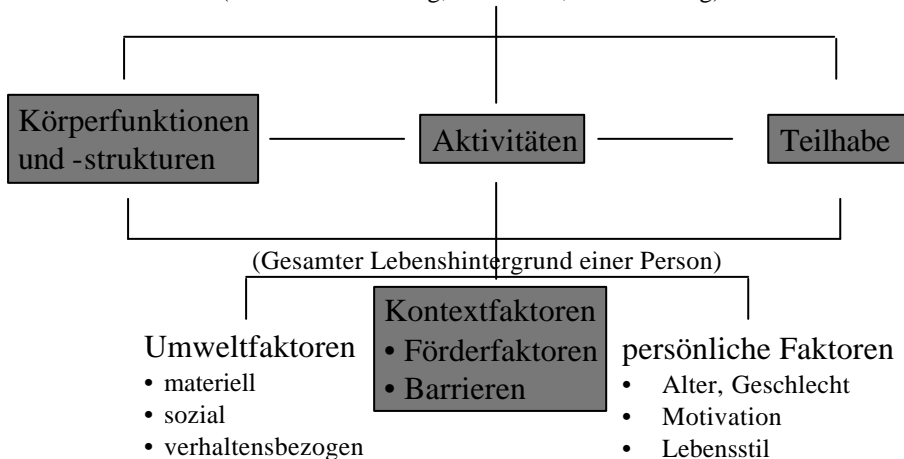 Körperfunktionen
und -strukturen
Aktivitäten
Teilhabe
(Gesamter Lebenshintergrund einer Person)
Kontextfaktoren
• Förderfaktoren
• Barrieren
Umweltfaktoren
• materiell
• sozial
• verhaltensbezogen
persönliche Faktoren
• Alter, Geschlecht
• Motivation
• Lebensstil